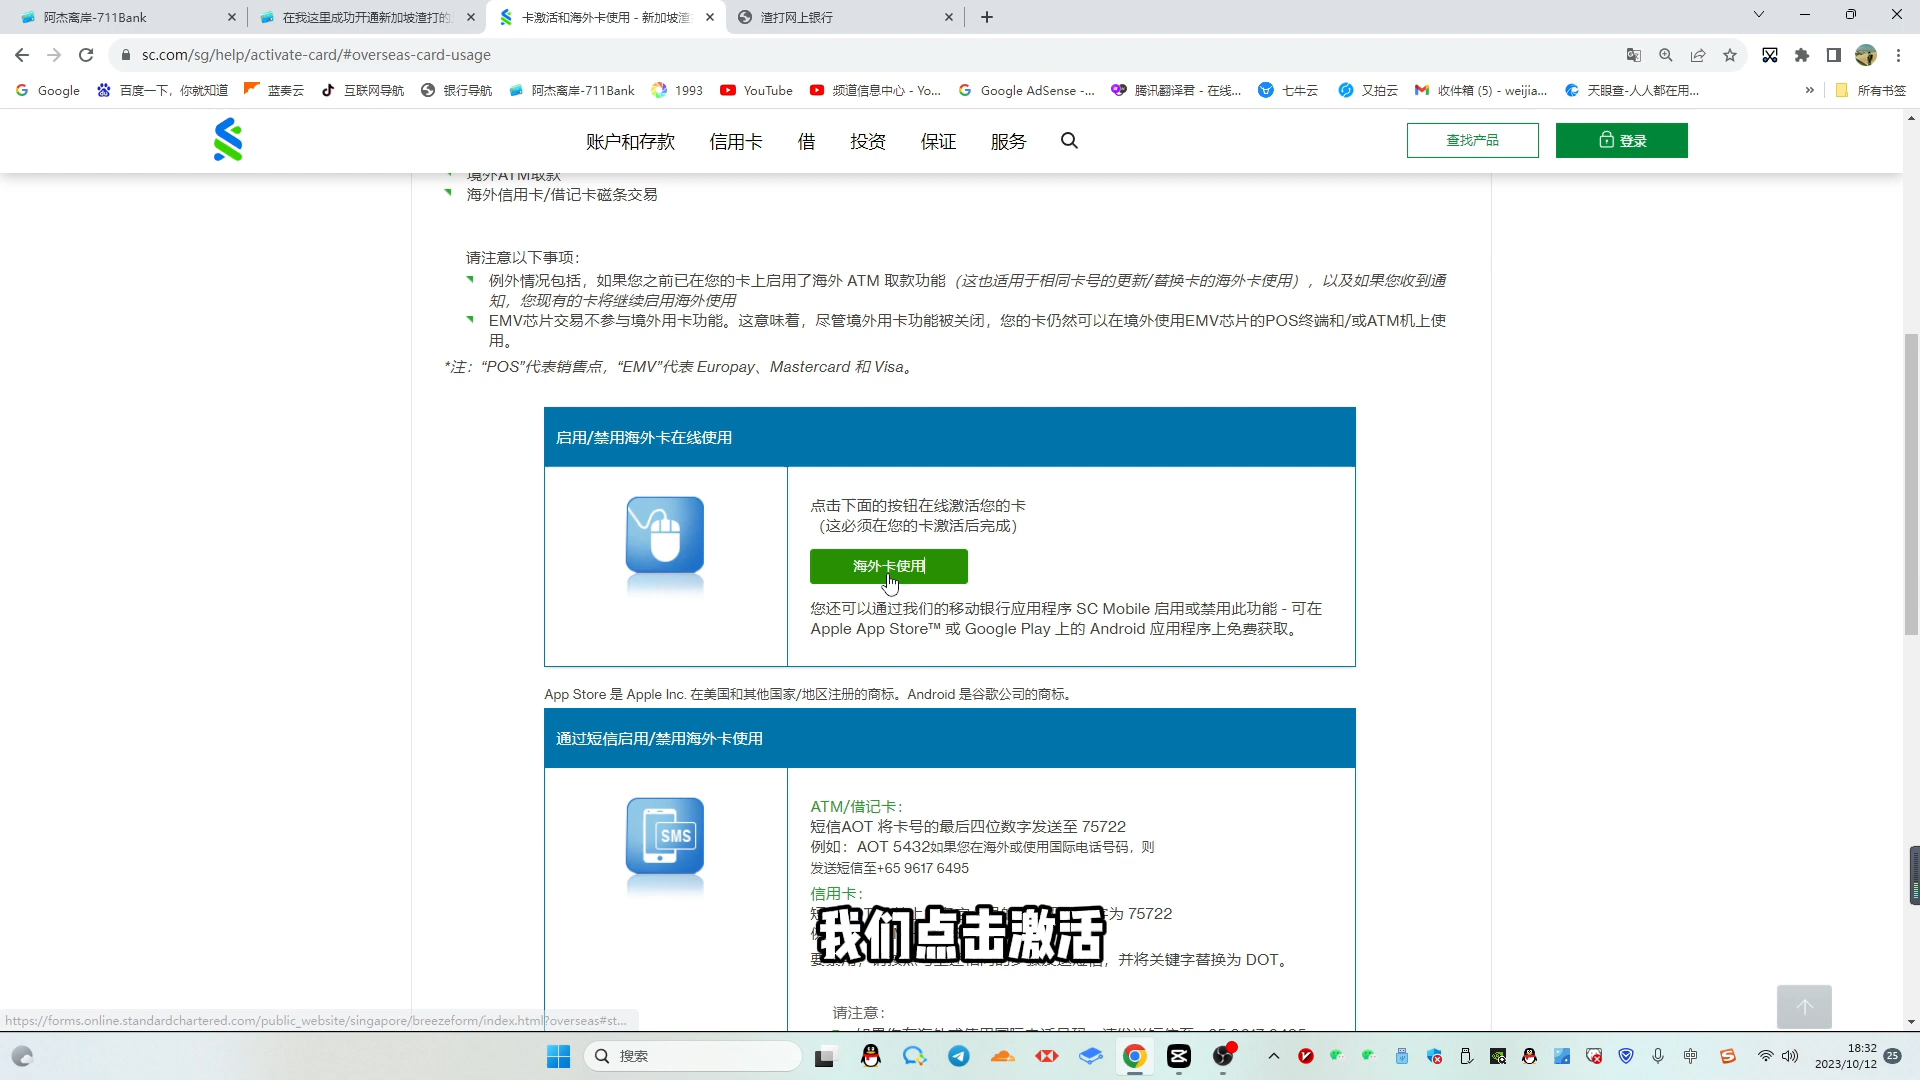 阿杰离岸-711Bank
在我这里成功开通新加坡渣打的
卡激活和海外卡使用 - 新加坡渣
渣打网上银行
sc.com/sg/help/activate-card/#overseas-card-usage
Google
百度一下，你就知道
蓝奏云
互联网导航
银行导航
阿杰离岸-711Bank
1993
YouTube
频道信息中心 - Yo...
Google AdSense -...
腾讯翻译君 - 在线...
七牛云
又拍云
收件箱 (5) - weijia...
天眼查-人人都在用...
»
所有书签
账户和存款
信用卡
借
投资
保证
服务
查找产品
登录
境外ATM取款
海外信用卡/借记卡磁条交易
请注意以下事项：
例外情况包括，如果您之前已在您的卡上启用了海外 ATM 取款功能（这也适用于相同卡号的更新/替换卡的海外卡使用），以及如果您收到通
知，您现有的卡将继续启用海外使用
EMV芯片交易不参与境外用卡功能。这意味着，尽管境外用卡功能被关闭，您的卡仍然可以在境外使用EMV芯片的POS终端和/或ATM机上使
用。
*注：“POS”代表销售点，“EMV”代表 Europay、Mastercard 和 Visa。
启用/禁用海外卡在线使用
点击下面的按钮在线激活您的卡
（这必须在您的卡激活后完成）
海外卡使用
您还可以通过我们的移动银行应用程序 SC Mobile 启用或禁用此功能 - 可在
Apple App Store™ 或 Google Play 上的 Android 应用程序上免费获取。
App Store 是 Apple Inc. 在美国和其他国家/地区注册的商标。Android 是谷歌公司的商标。
通过短信启用/禁用海外卡使用
SMS
ATM/借记卡：
短信AOT 将卡号的最后四位数字发送至 75722
例如：AOT 5432如果您在海外或使用国际电话号码，则
发送短信至+65 9617 6495
信用卡：
为 75722
我们点击激活
并将关键字替换为 DOT。
请注意：
https://forms.online.standardchartered.com/public_website/singapore/breezeform/index.html?overseas#st...
搜索
中
18:32
2023/10/12
25